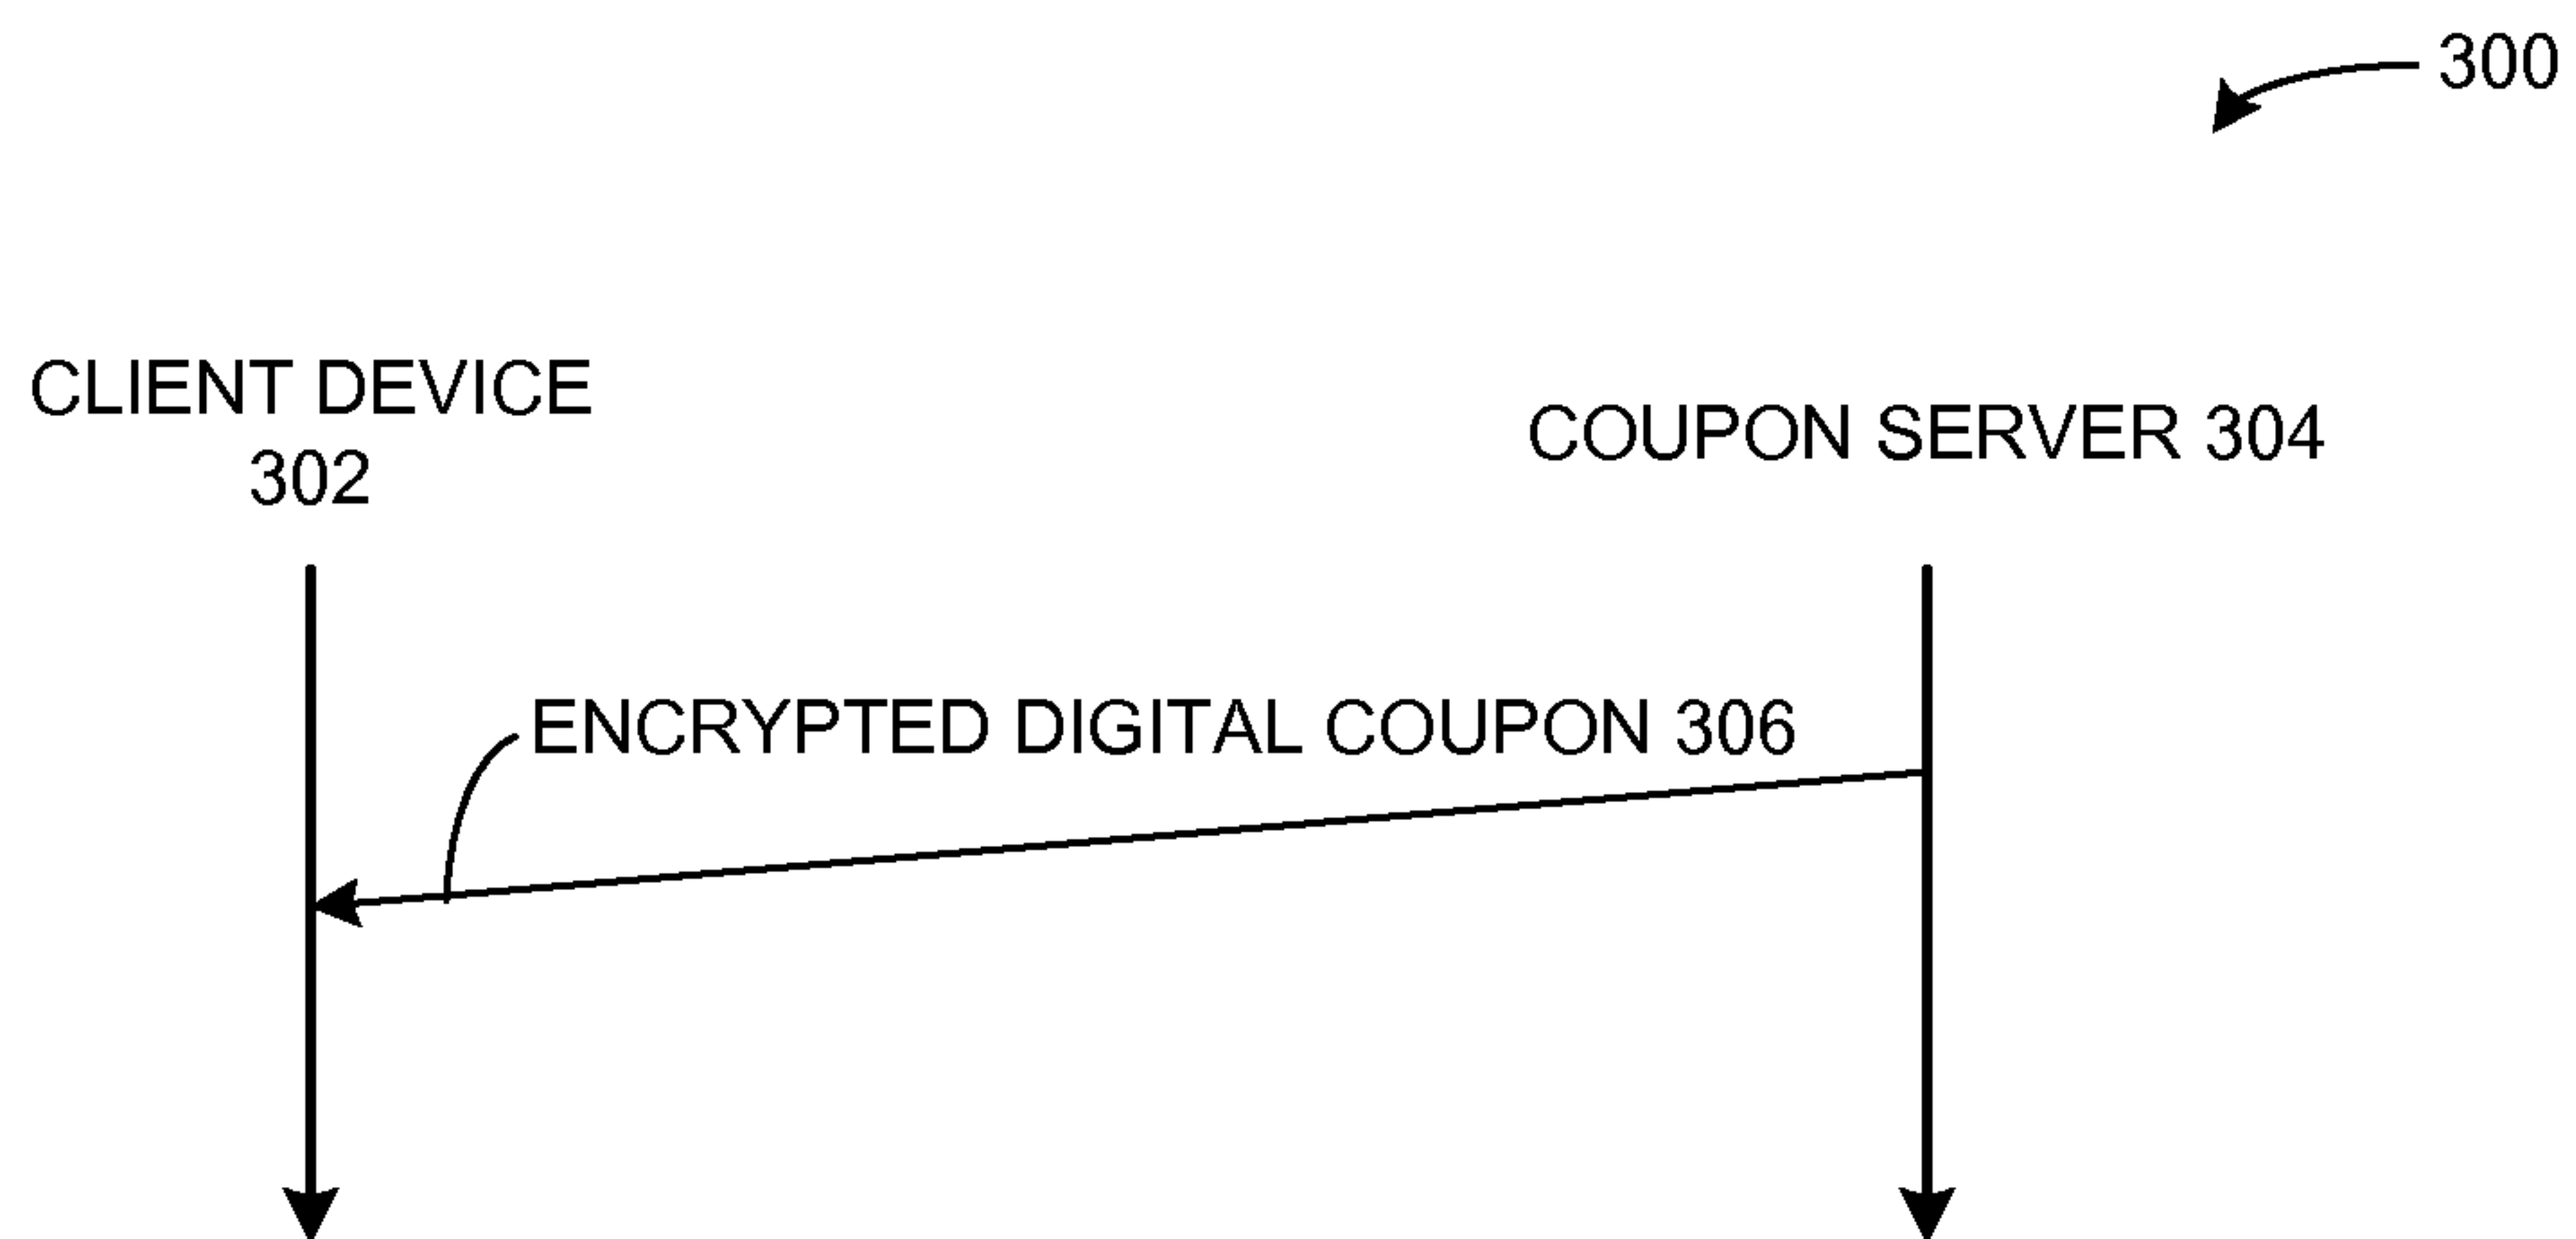 300
CLIENT DEVICE
302
COUPON SERVER 304
ENCRYPTED DIGITAL COUPON 306